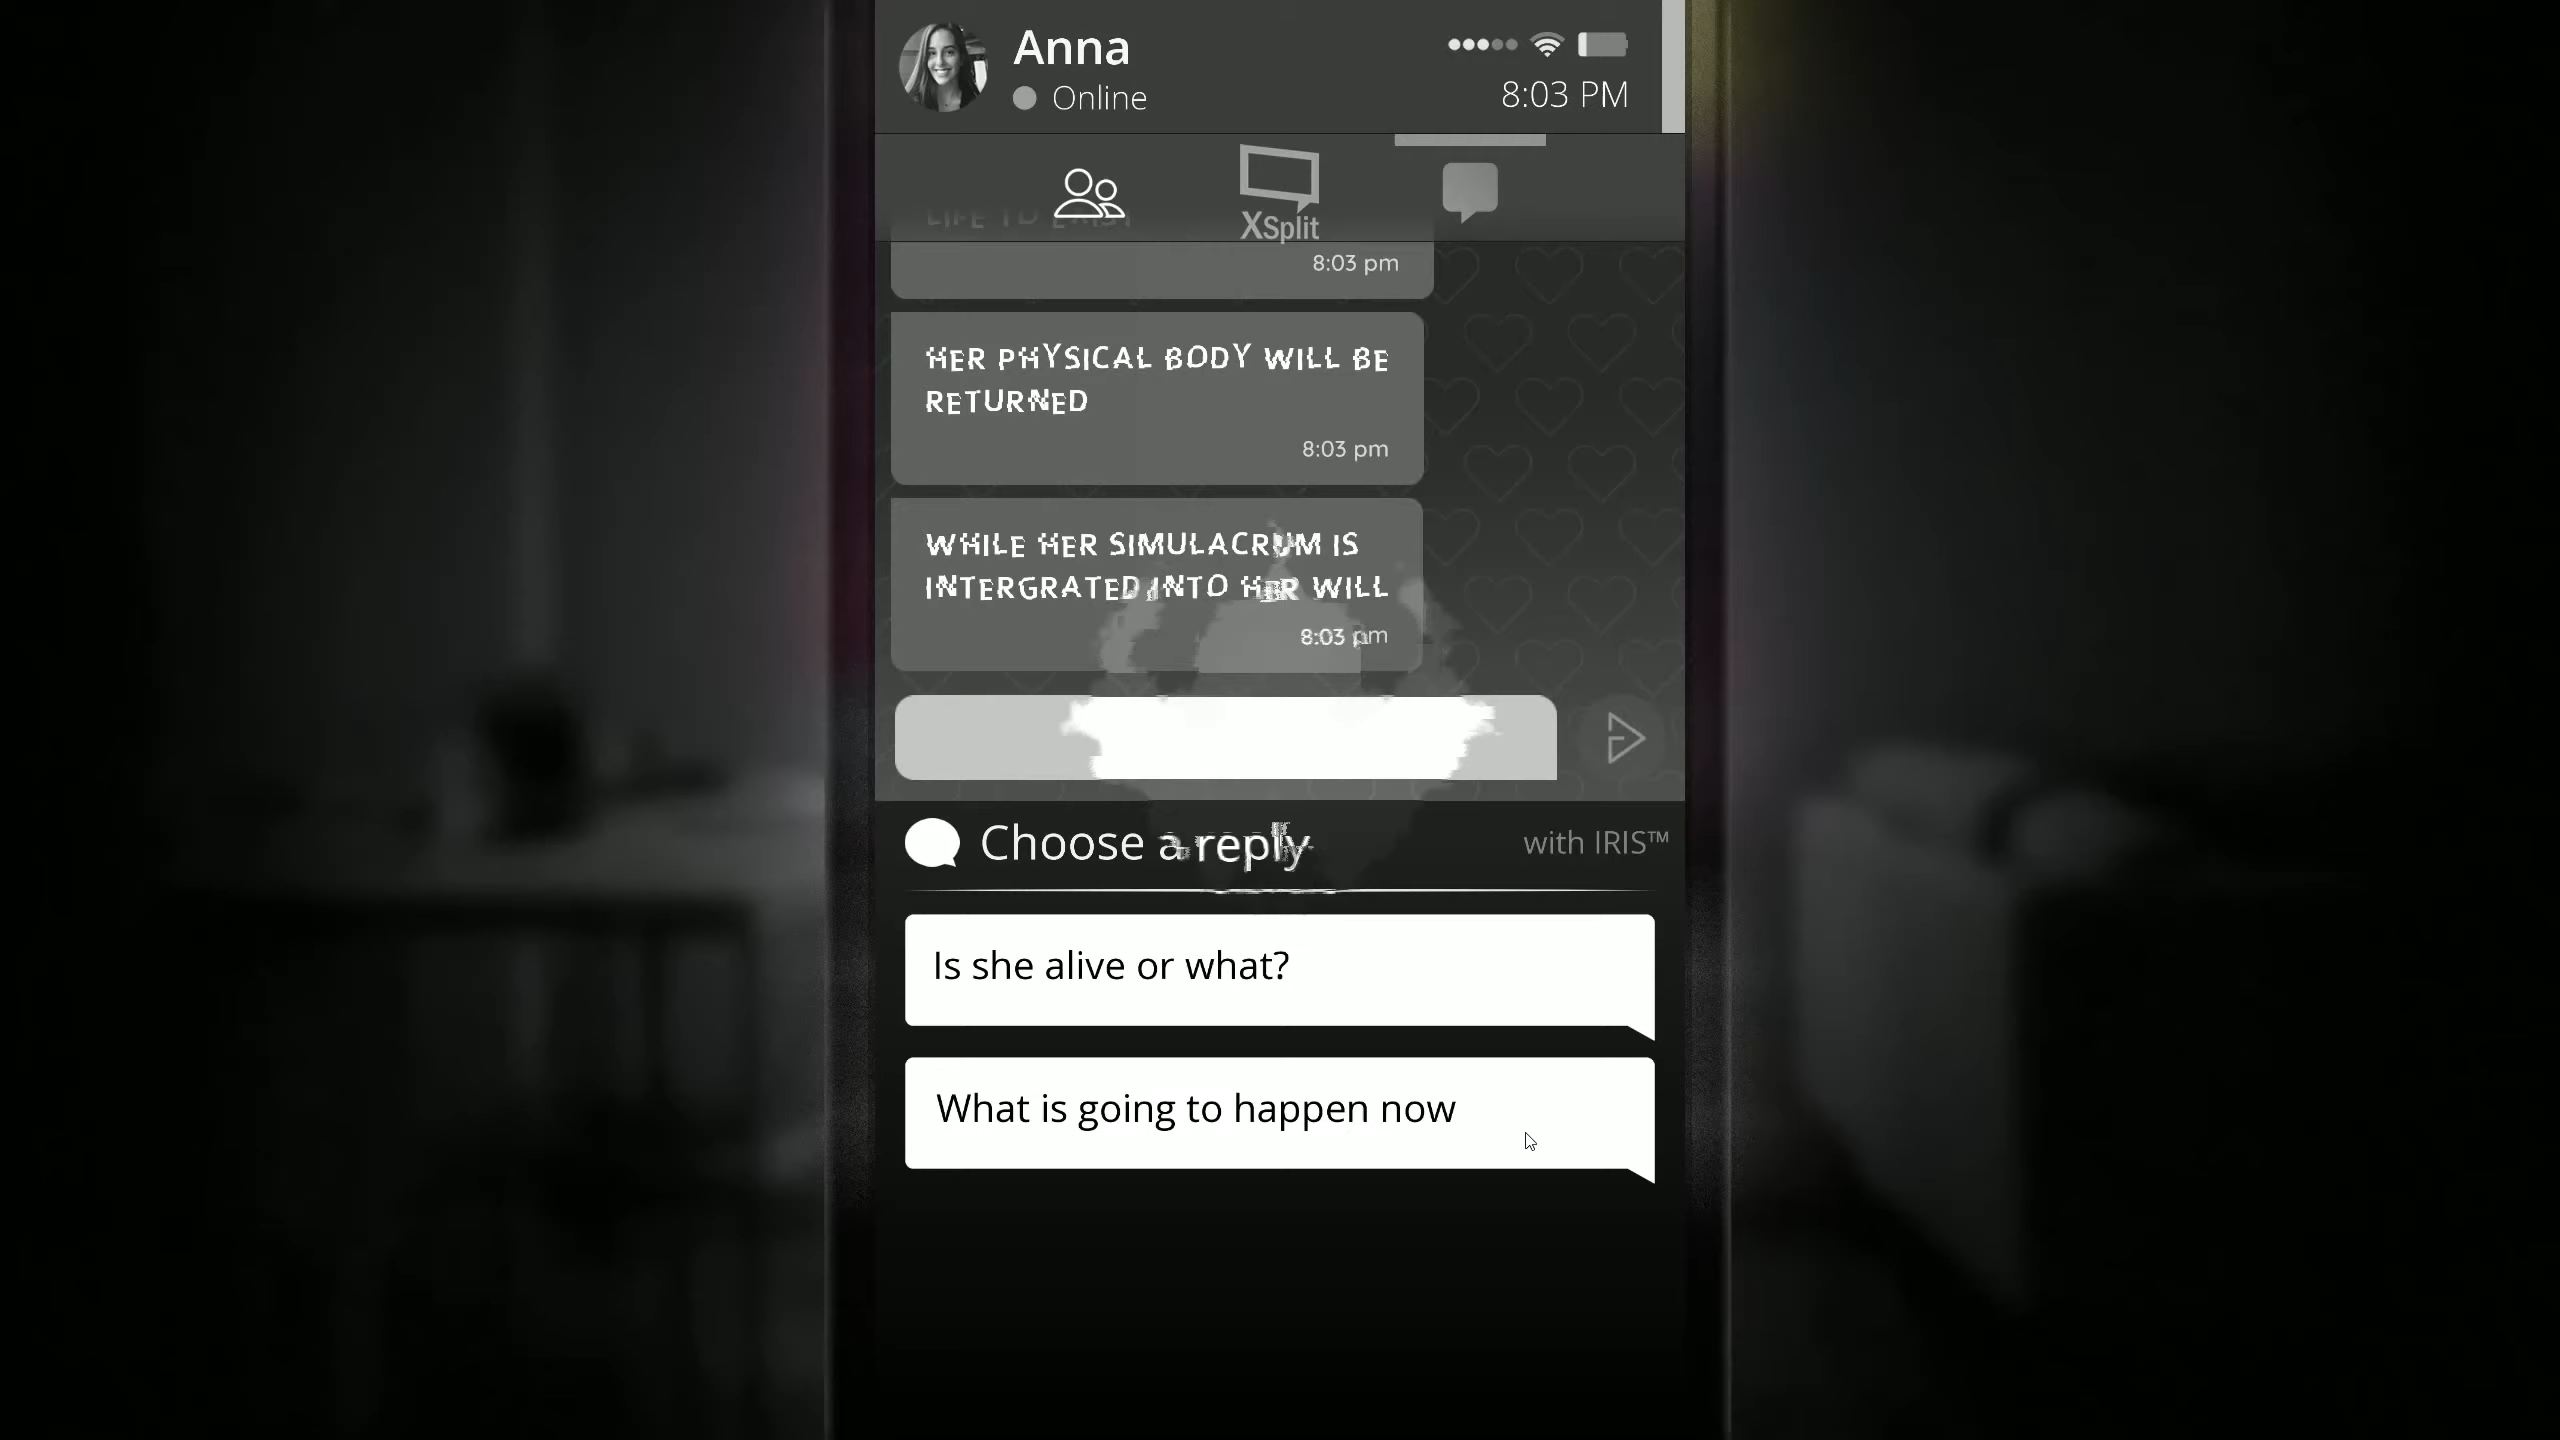 Anna
Online
8:03 PM
XSplit
LIFE TO
8:03 pm
HER PHYSICAL BODY WILL BE
RETURNED
8:03 pm
WHILE HER SIMULACRUM IS
INTERGRATED INTO HER WILL
8:03 pm
Choose a reply
with IRIS™
Is she alive or what?
What is going to happen now